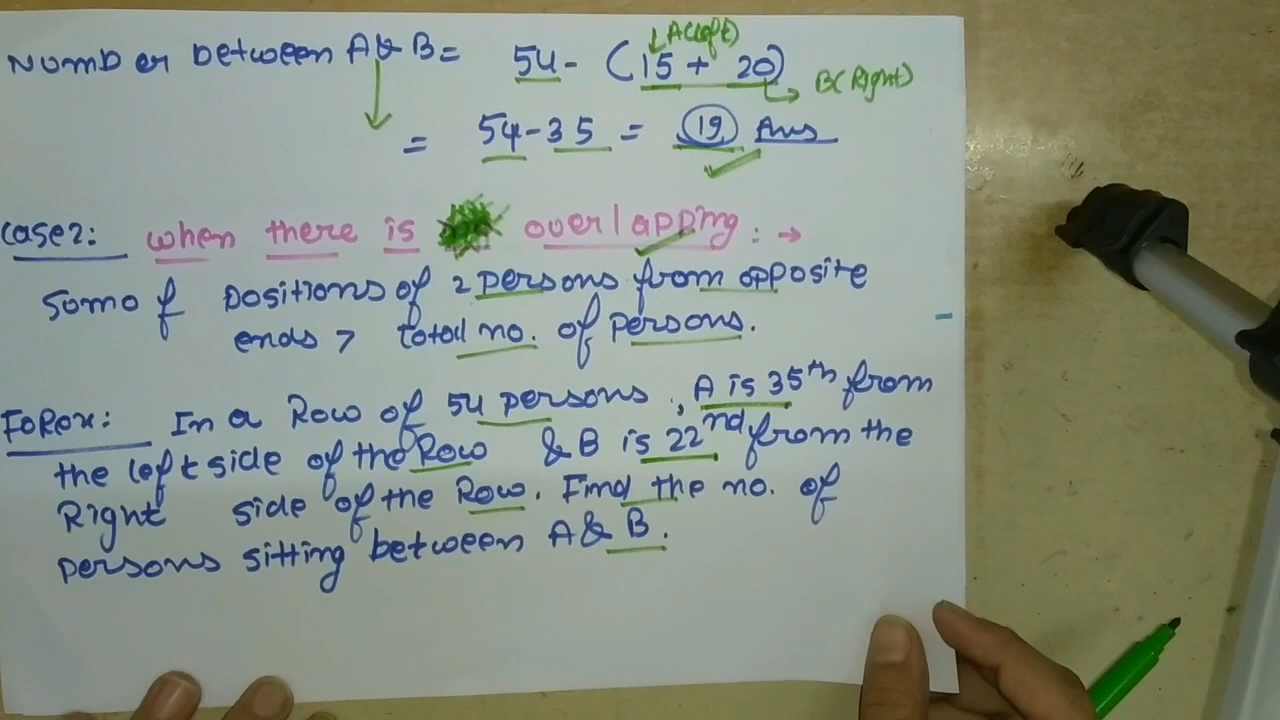 Number between A & B = 54 - (15 + 20)
A(left)
B(Right)
= 54-35 = 19 Ans
Case2: when there is overlapping: →
Sum of positions of 2 persons from opposite
ends > total no. of persons.
Forex: In a Row of 54 persons, A is 35th from
the left side of the Row & B is 22nd from the
Right side of the Row. Find the no. of
persons sitting between A & B.